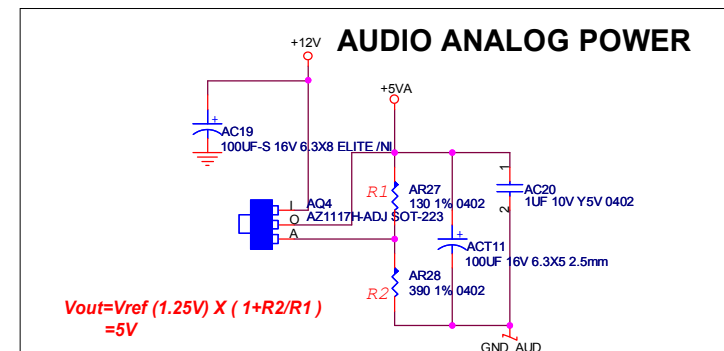 AUDIO ANALOG POWER
+12V
+5VA
AC19
100UF-S 16V 6.3X8 ELITE /NI
R1
AR27
130 1% 0402
1
AC20
1UF 10V Y5V 0402
2
I
O
A
AQ4
AZ1117H-ADJ SOT-223
ACT11
100UF 16V 6.3X5 2.5mm
R2
AR28
390 1% 0402
Vout=Vref (1.25V) X ( 1+R2/R1 )
=5V
GND_AUD